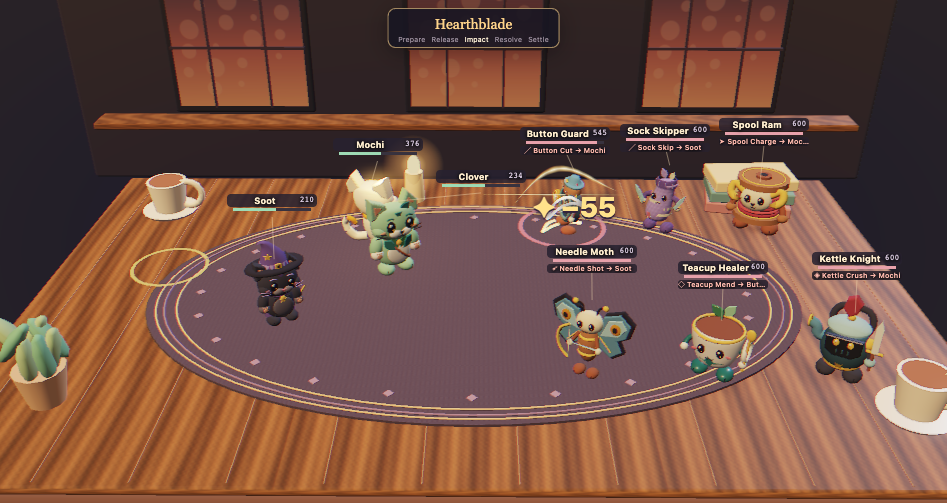 Hearthblade
Prepare Release Impact Resolve Settle
Mochi 376
Button Guard 545
Button Cut → Mochi
Sock Skipper 600
Sock Skip → Soot
Spool Ram 600
Spool Charge → Moc...
Clover 234
Soot 210
-55
Needle Moth 600
Needle Shot → Soot
Teacup Healer 600
Teacup Mend → But...
Kettle Knight 600
Kettle Crush → Mochi